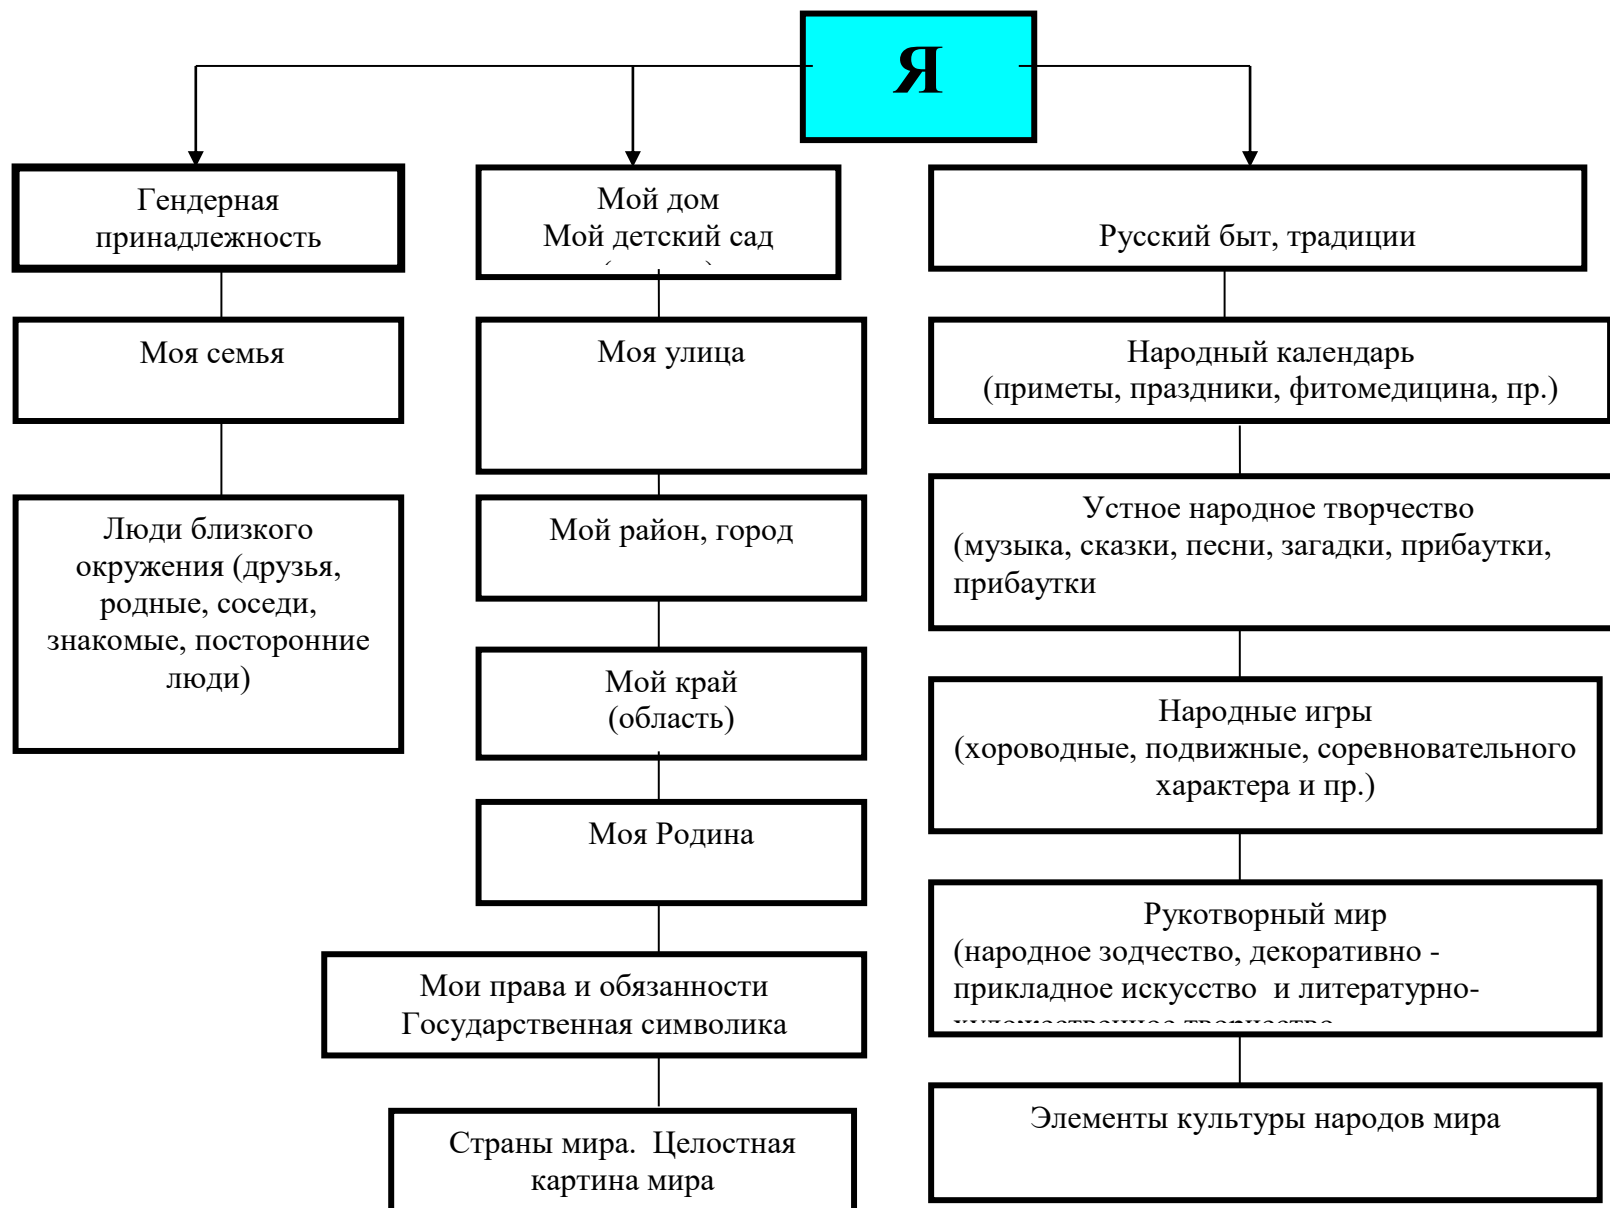 Я
Гендерная
принадлежность
Моя семья
Люди близкого
окружения (друзья,
родные, соседи,
знакомые, посторонние
люди)
Мой дом
Мой детский сад
Моя улица
Мой район, город
Мой край
(область)
Моя Родина
Мои права и обязанности
Государственная символика
Страны мира. Целостная
картина мира
Русский быт, традиции
Народный календарь
(приметы, праздники, фитомедицина, пр.)
Устное народное творчество
(музыка, сказки, песни, загадки, прибаутки,
прибаутки
Народные игры
(хороводные, подвижные, соревновательного
характера и пр.)
Рукотворный мир
(народное зодчество, декоративно -
прикладное искусство и литературно-
художественное творчество
Элементы культуры народов мира